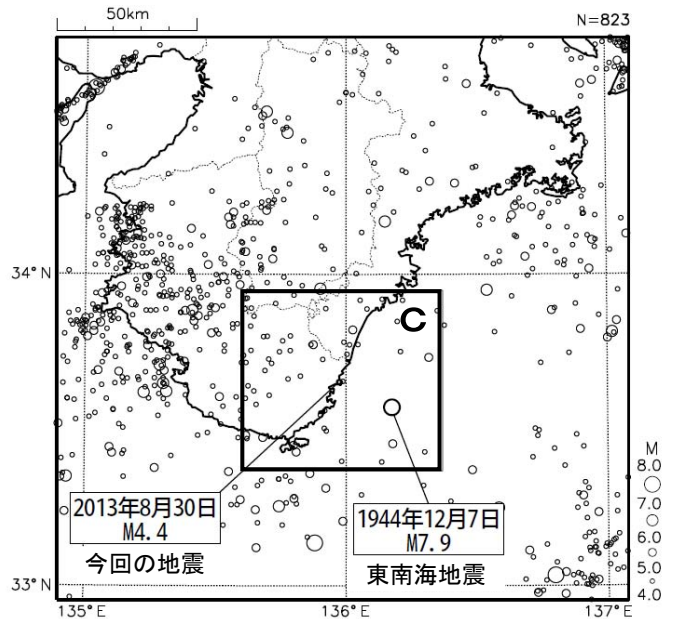 50km
N=823
34°N
C
M
8.0
7.0
6.0
5.0
4.0
2013年8月30日
M4.4
今回の地震
1944年12月7日
M7.9
東南海地震
33°N
135°E
136°E
137°E